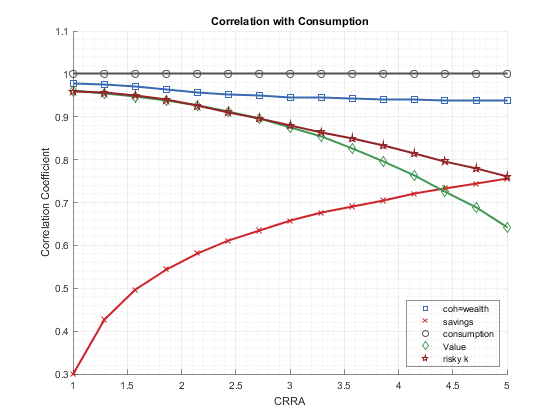 Correlation with Consumption
1.1
1
0.9
0.8
0.7
0.6
0.5
0.4
0.3
Correlation Coefficient
1
1.5
2
2.5
3
3.5
4
4.5
5
CRRA
coh=wealth
savings
consumption
Value
risky k